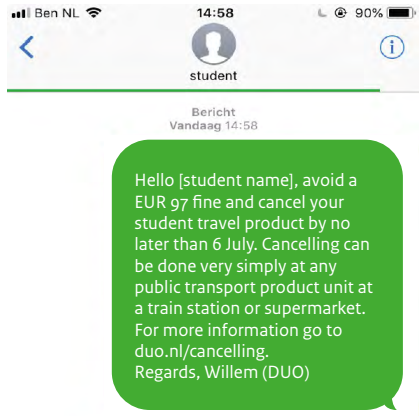 Ben NL 14:58 90%
student
Bericht
Vandaag 14:58
Hello [student name], avoid a
EUR 97 fine and cancel your
student travel product by no
later than 6 July. Cancelling can
be done very simply at any
public transport product unit at
a train station or supermarket.
For more information go to
duo.nl/cancelling.
Regards, Willem (DUO)